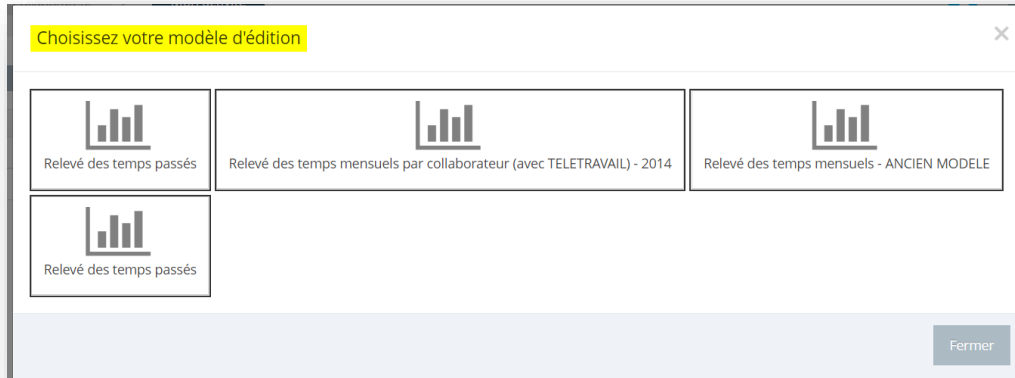 Choisissez votre modèle d'édition
Relevé des temps passés
Relevé des temps mensuels par collaborateur (avec TELETRAVAIL) - 2014
Relevé des temps mensuels - ANCIEN MODELE
Relevé des temps passés
Fermer